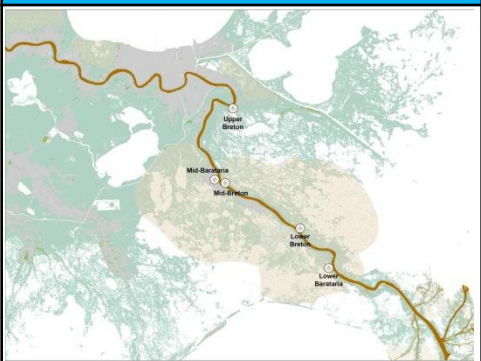 Upper
Breton
Mid-Barataria
Mid-Breton
Lower
Breton
Lower
Barataria